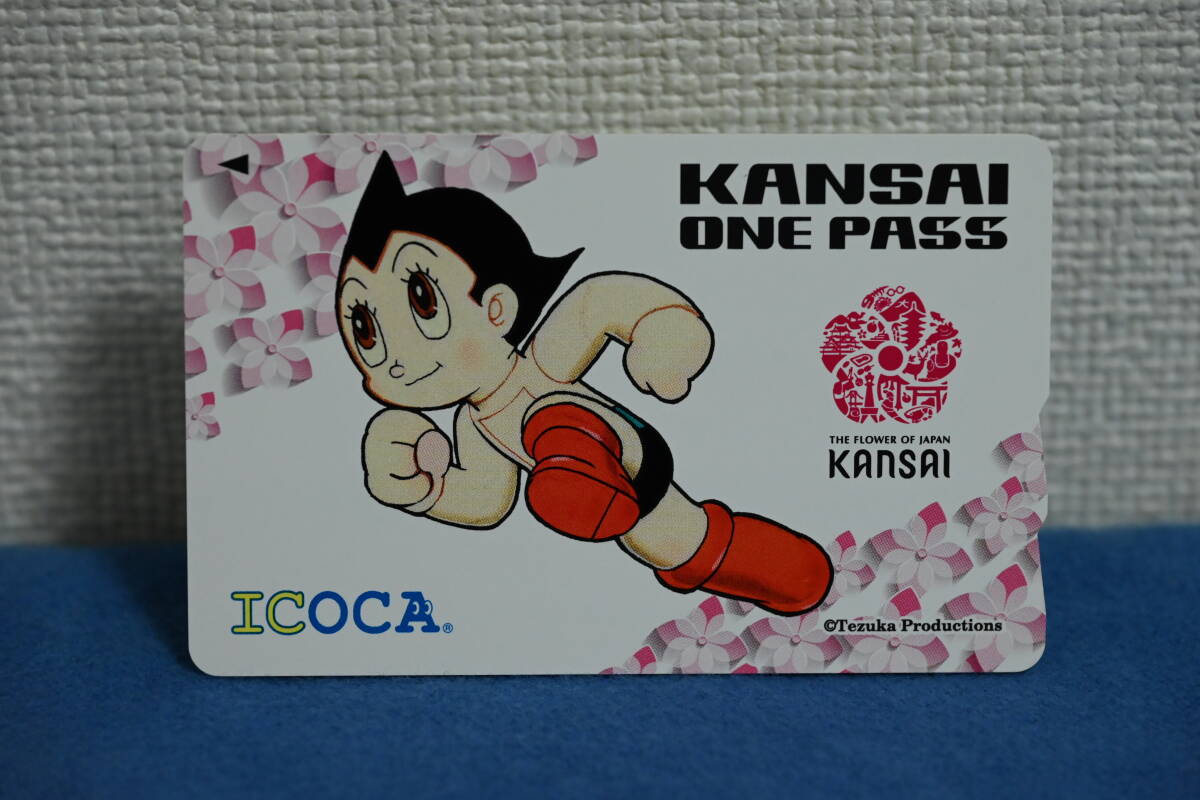 KANSAI
ONE PASS
THE FLOWER OF JAPAN
KANSAI
ICOCA®
©Tezuka Productions